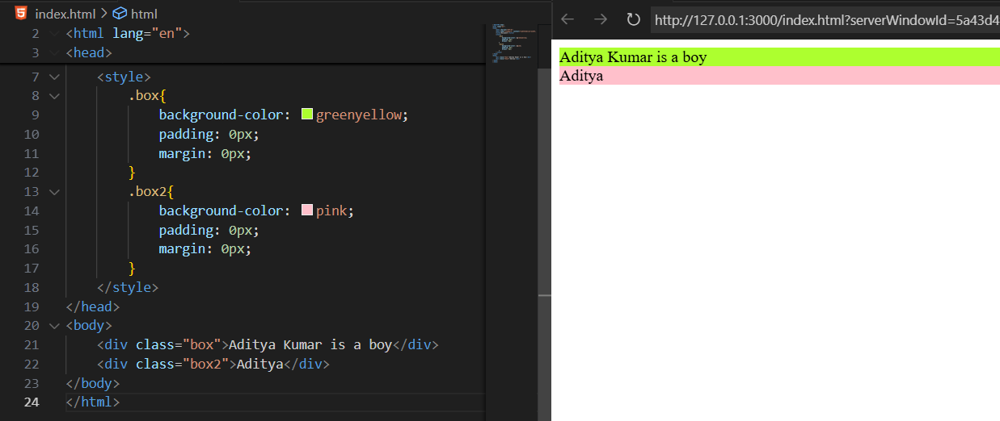 index.html > html
2 <html lang="en">
3 <head>
7 <style>
8 .box{
9 background-color: greenyellow;
10 padding: 0px;
11 margin: 0px;
12 }
13 .box2{
14 background-color: pink;
15 padding: 0px;
16 margin: 0px;
17 }
18 </style>
19 </head>
20 <body>
21 <div class="box">Aditya Kumar is a boy</div>
22 <div class="box2">Aditya</div>
23 </body>
24 </html>
http://127.0.0.1:3000/index.html?serverWindowId=5a43d4
Aditya Kumar is a boy
Aditya